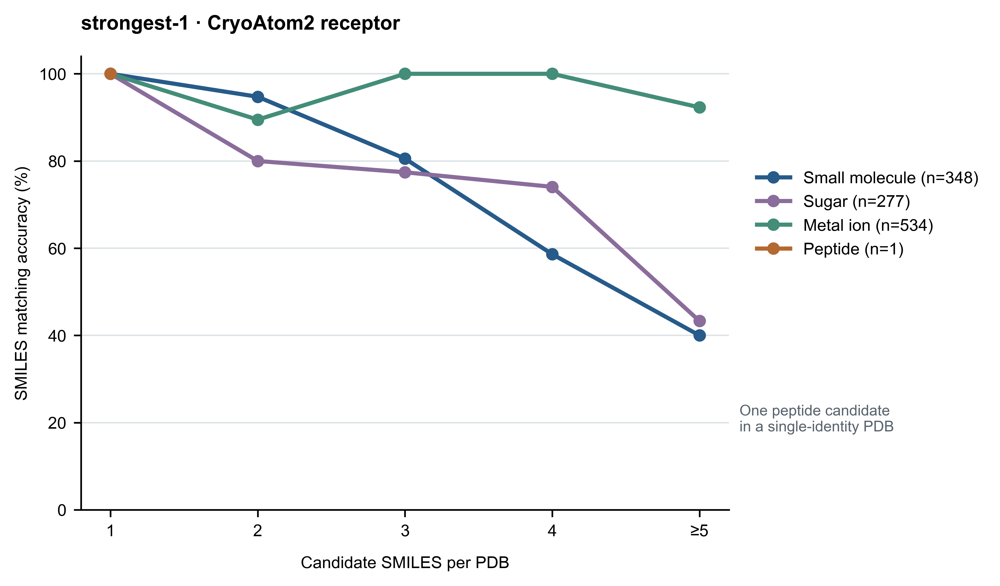 strongest-1 · CryoAtom2 receptor
SMILES matching accuracy (%)
100
80
60
40
20
0
1
2
3
4
≥5
Candidate SMILES per PDB
Small molecule (n=348)
Sugar (n=277)
Metal ion (n=534)
Peptide (n=1)
One peptide candidate
in a single-identity PDB